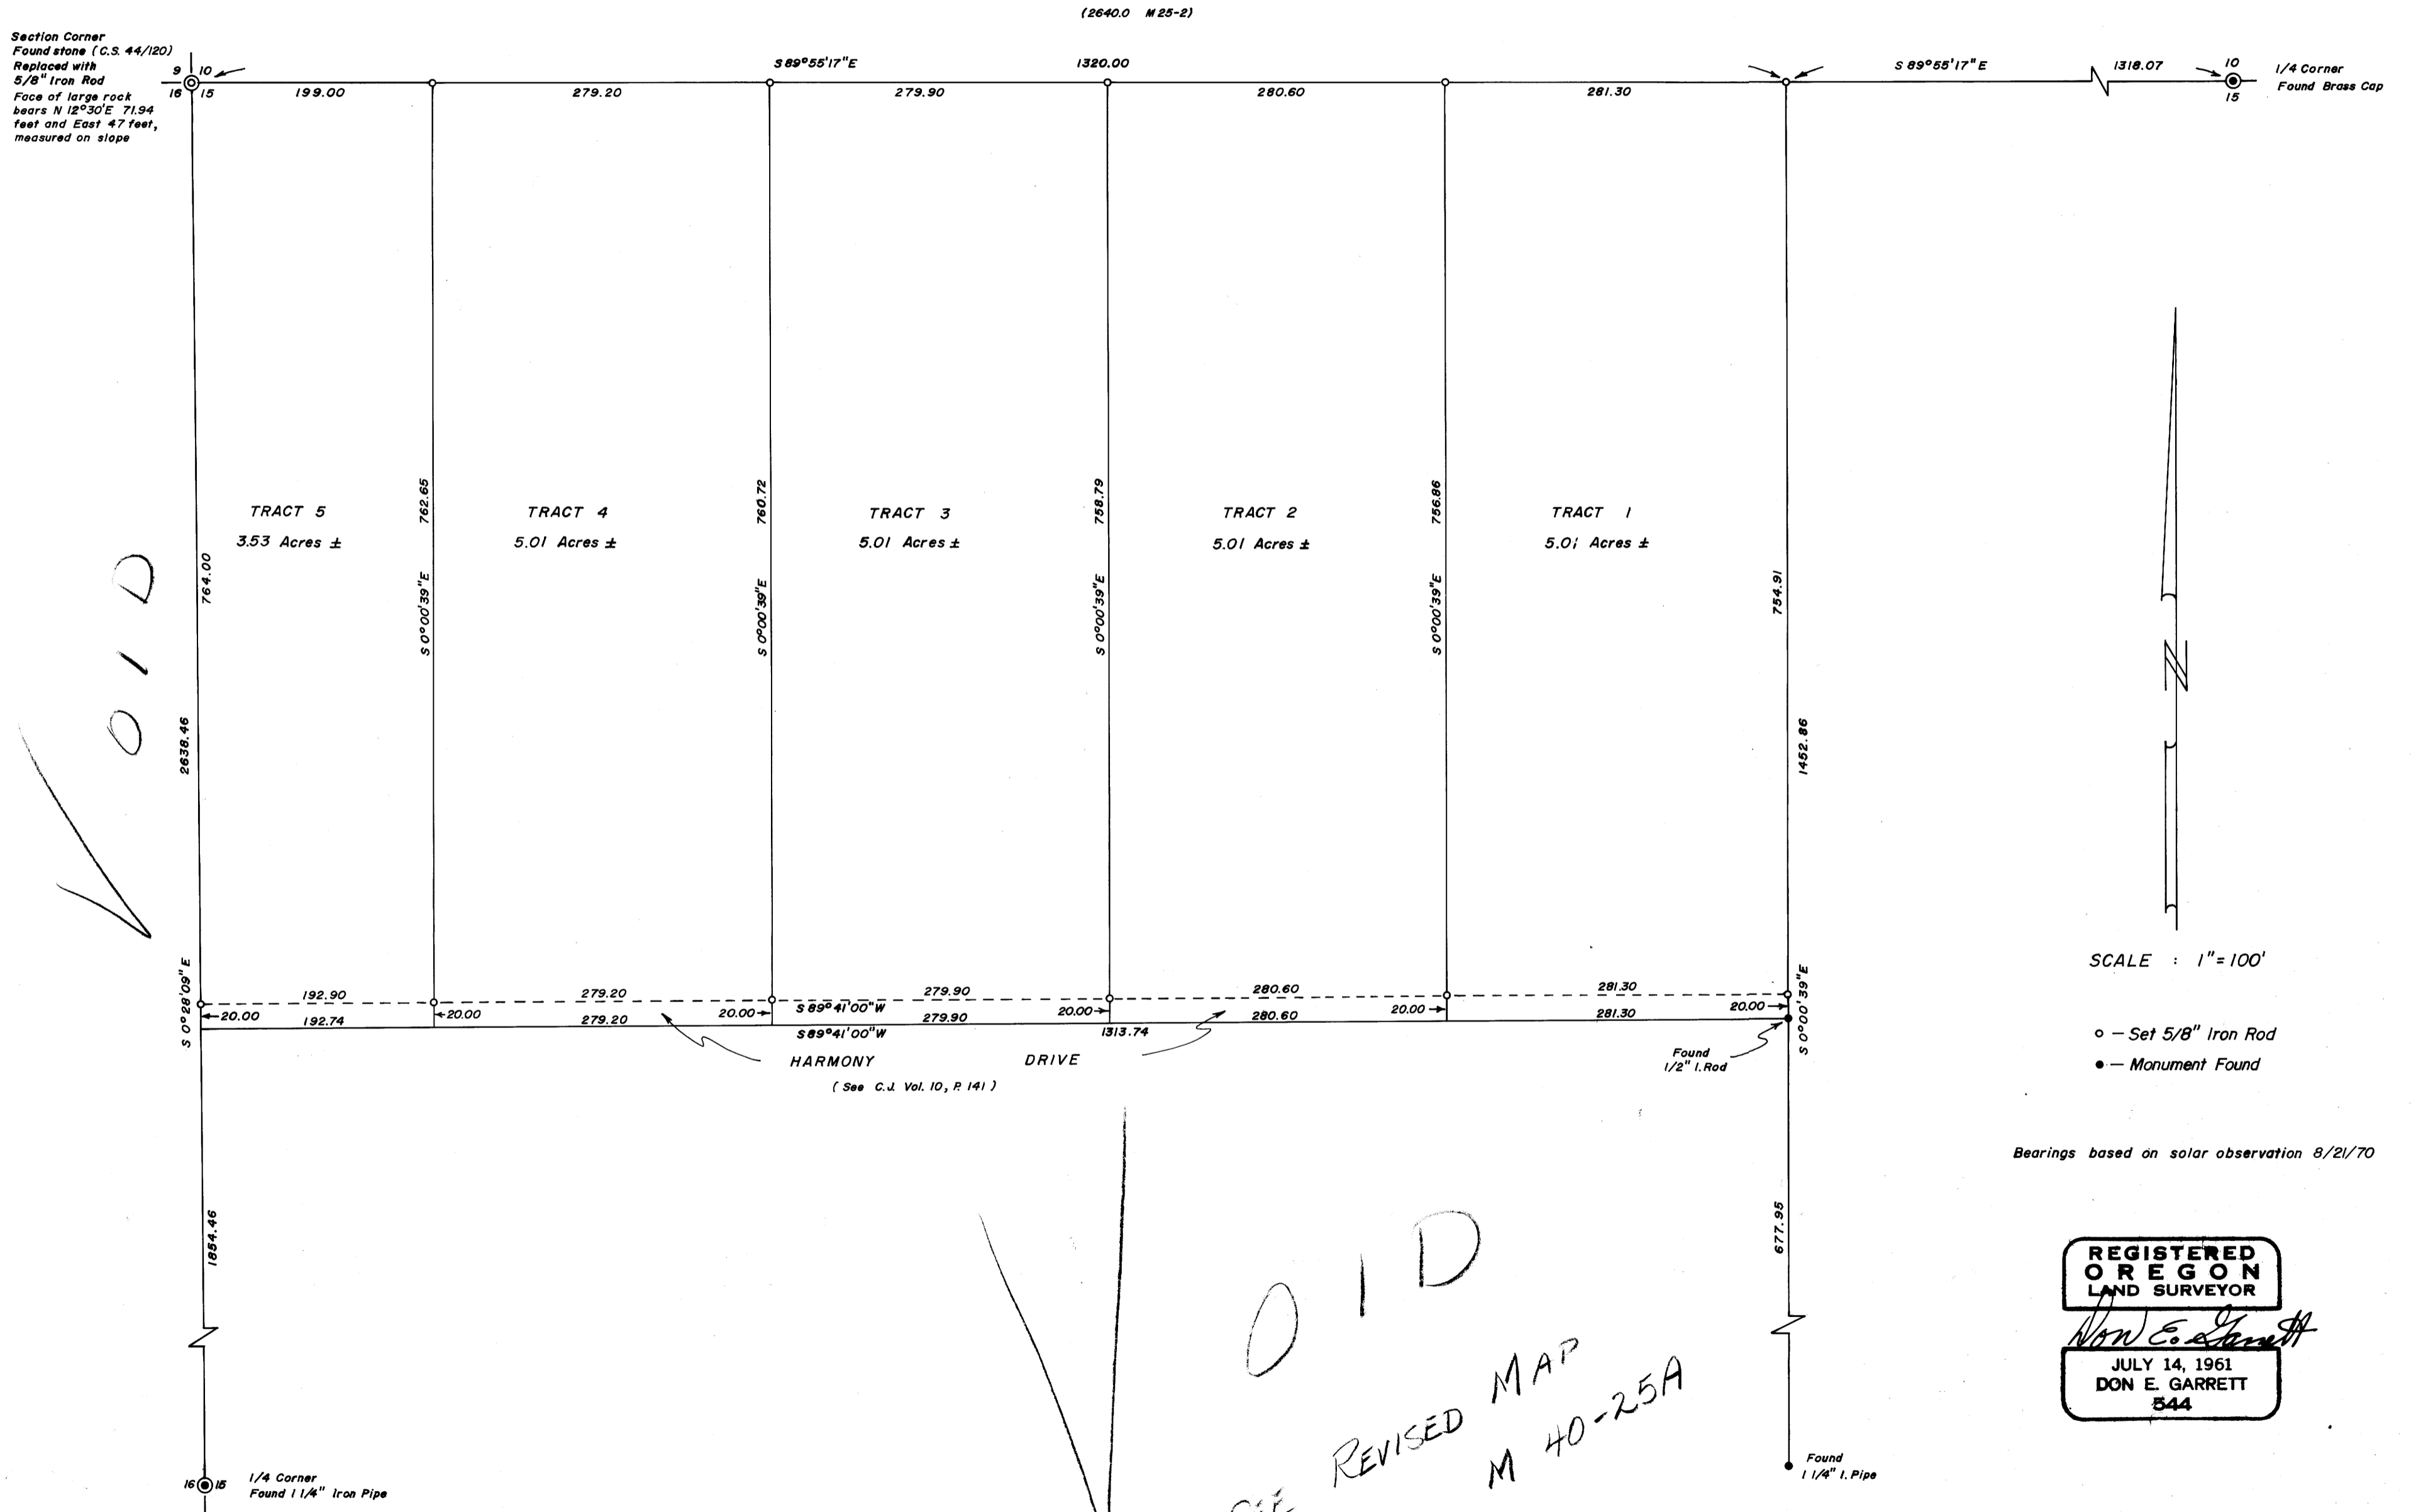 (2640.0 M 25-2)
Section Corner
Found stone (C.S. 44/120)
Replaced with
5/8" Iron Rod
Face of large rock
bears N 12°30'E 71.94
feet and East 47 feet,
measured on slope
9 10
16 15
S 89°55'17"E 1320.00
S 89°55'17"E 1318.07
10
15
1/4 Corner
Found Brass Cap
199.00 279.20 279.90 280.60 281.30
764.00
762.65
760.72
758.79
756.86
754.91
TRACT 5
3.53 Acres ±
TRACT 4
5.01 Acres ±
TRACT 3
5.01 Acres ±
TRACT 2
5.01 Acres ±
TRACT 1
5.01 Acres ±
S 0°00'39"E
S 0°00'39"E
S 0°00'39"E
S 0°00'39"E
VOID
2638.46
1452.86
S 0°28'09"E
S 0°00'39"E
192.90 279.20 279.90 280.60 281.30
S 89°41'00"W
20.00 20.00 20.00 20.00 20.00 20.00
192.74 279.20 279.90 280.60 281.30
S 89°41'00"W 1313.74
HARMONY DRIVE
(See C.J. Vol. 10, P. 141)
Found
1/2" I. Rod
N
SCALE : 1"=100'
o – Set 5/8" Iron Rod
● – Monument Found
Bearings based on solar observation 8/21/70
1854.46
677.95
VOID
SEE REVISED MAP
M 40-25A
REGISTERED
OREGON
LAND SURVEYOR
Don E. Garrett
JULY 14, 1961
DON E. GARRETT
544
16 15
1/4 Corner
Found 1 1/4" Iron Pipe
Found
1 1/4" I. Pipe